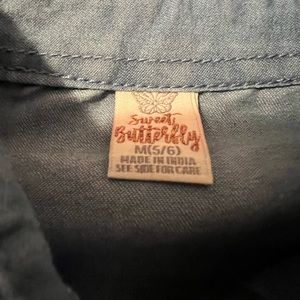 Sweet
Butterfly
M(5/6)
MADE IN INDIA
SEE SIDE FOR CARE